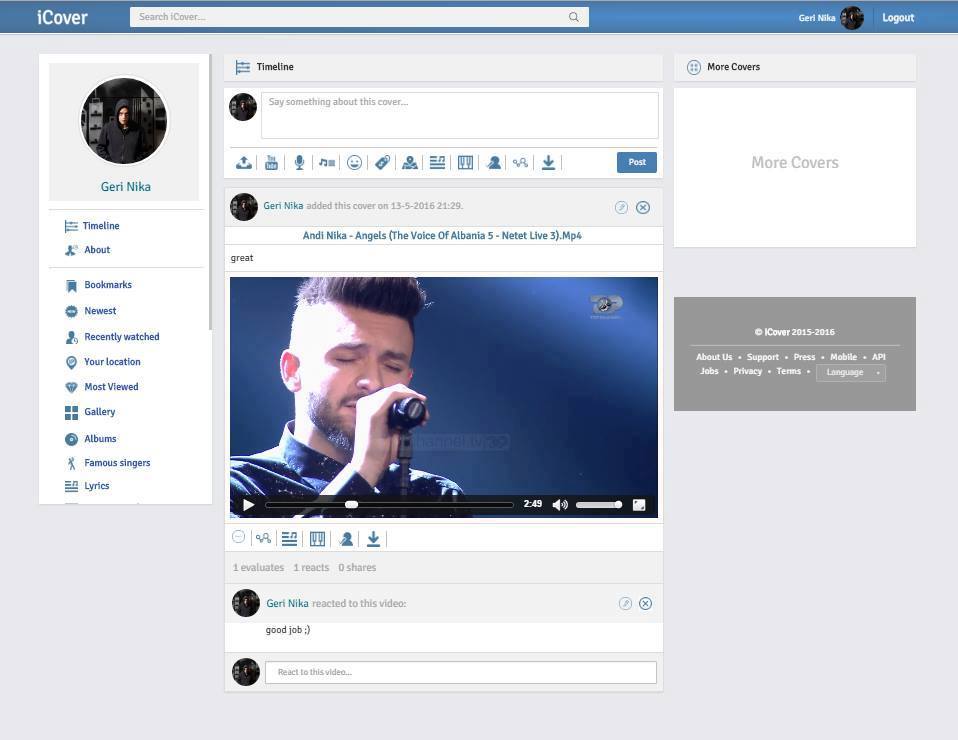 iCover
Search iCover...
Geri Nika
Logout
Geri Nika
Timeline
About
Bookmarks
Newest
Recently watched
Your location
Most Viewed
Gallery
Albums
Famous singers
Lyrics
Timeline
Say something about this cover...
You
Tube
Post
Geri Nika added this cover on 13-5-2016 21:29.
Andi Nika - Angels (The Voice Of Albania 5 - Netet Live 3).Mp4
great
channel.tv
2:49
1 evaluates 1 reacts 0 shares
Geri Nika reacted to this video:
good job ;)
React to this video...
More Covers
More Covers
© iCover 2015-2016
About Us • Support • Press • Mobile • API
Jobs • Privacy • Terms • Language